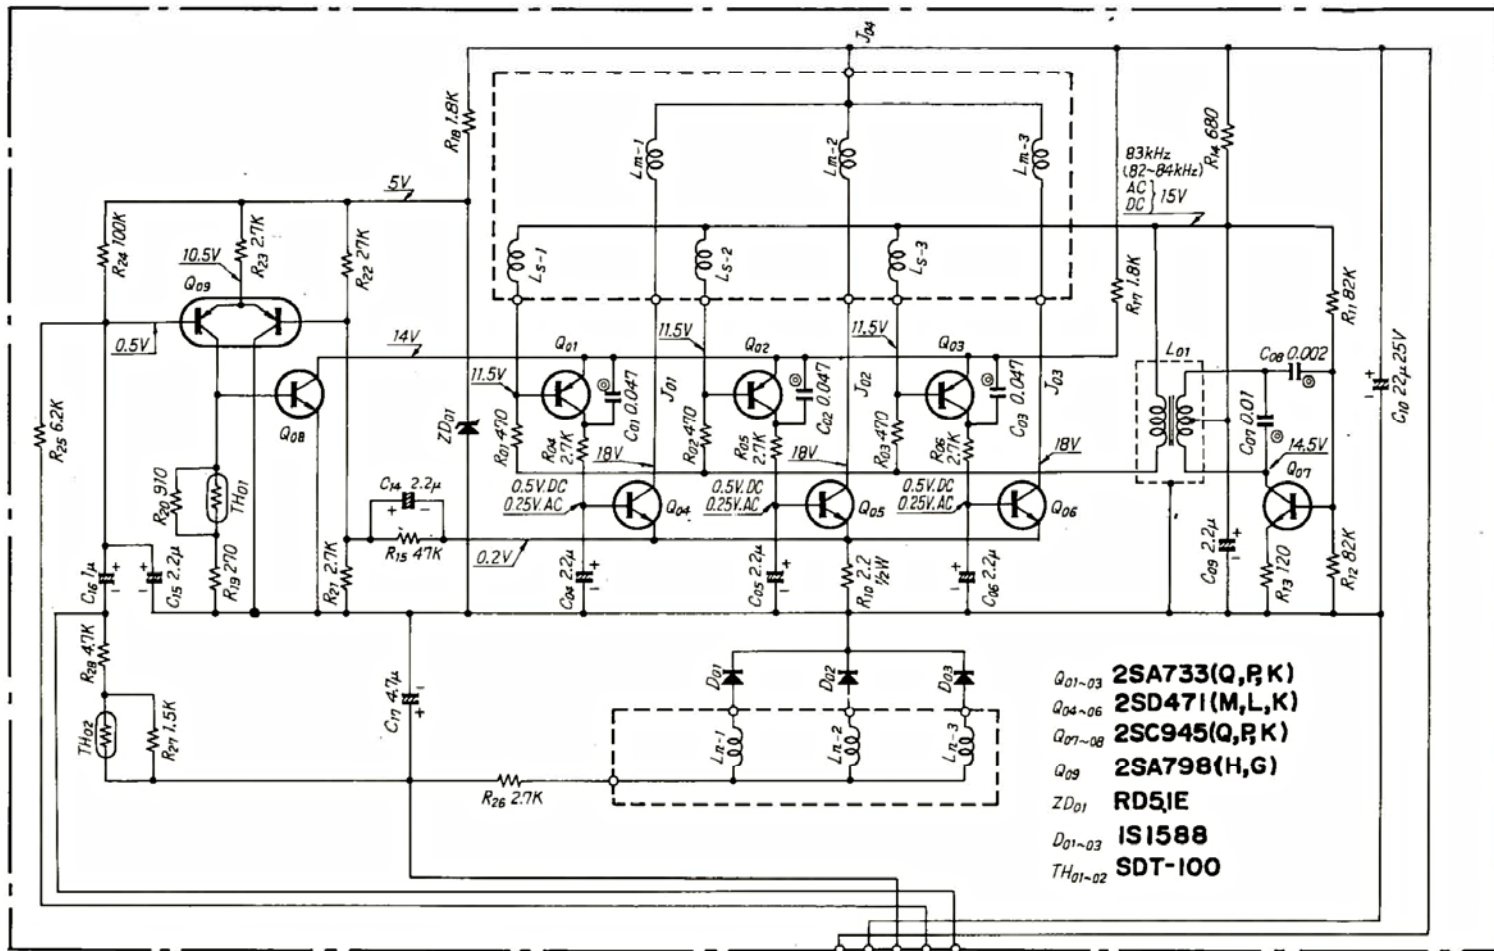 J04
R18 1.8K
Lm-1
Lm-2
Lm-3
R14 680
83kHz
(82~84kHz)
AC
DC } 15V
5V
R24 100K
R23 2.7K
R22 27K
10.5V
Q09
0.5V
LS-1
LS-2
LS-3
R17 1.8K
R11 82K
14V
11.5V
11.5V
11.5V
Q01
Q02
Q03
L01
C08 0.002
C10 22μ 25V
C01 0.047
J01
C02 0.047
J02
C03 0.047
J03
C07 0.01
Q08
ZD01
R01 470
R04 2.7K
R02 470
R05 2.7K
R03 470
R06 2.7K
R25 6.2K
18V
18V
18V
14.5V
Q07
R20 910
TH01
C14 2.2μ
0.5V.DC
0.25V.AC
0.5V.DC
0.25V.AC
0.5V.DC
0.25V.AC
Q04
Q05
Q06
R15 47K
0.2V
C16 1μ
C15 2.2μ
R19 270
R21 2.7K
C04 2.2μ
C05 2.2μ
R10 2.2
1/2W
C06 2.2μ
C09 2.2μ
R13 120
R12 82K
R28 4.7K
TH02
R27 1.5K
C17 4.7μ
D01
D02
D03
Ln-1
Ln-2
Ln-3
R26 2.7K
Q01~03 2SA733(Q,P,K)
Q04~06 2SD471(M,L,K)
Q07~08 2SC945(Q,P,K)
Q09 2SA798(H,G)
ZD01 RD5.1E
D01~03 1S1588
TH01~02 SDT-100